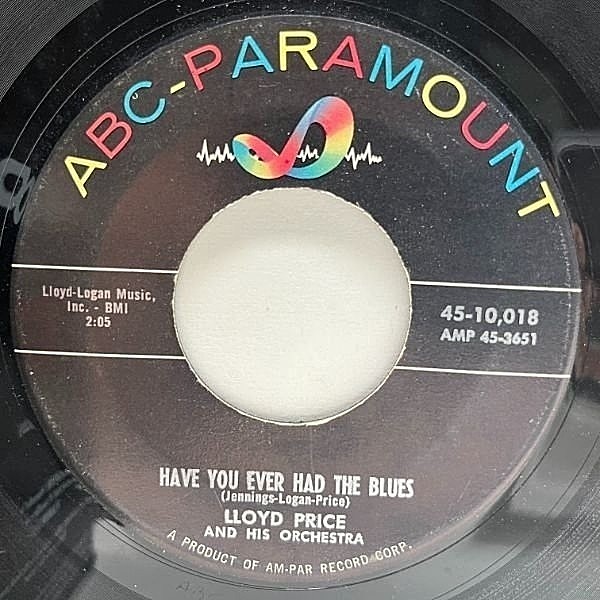 ABC-PARAMOUNT
Lloyd-Logan Music,
Inc. - BMI
2:05
45-10,018
AMP 45-3651
HAVE YOU EVER HAD THE BLUES
(Jennings-Logan-Price)
LLOYD PRICE
AND HIS ORCHESTRA
A PRODUCT OF AM-PAR RECORD CORP.